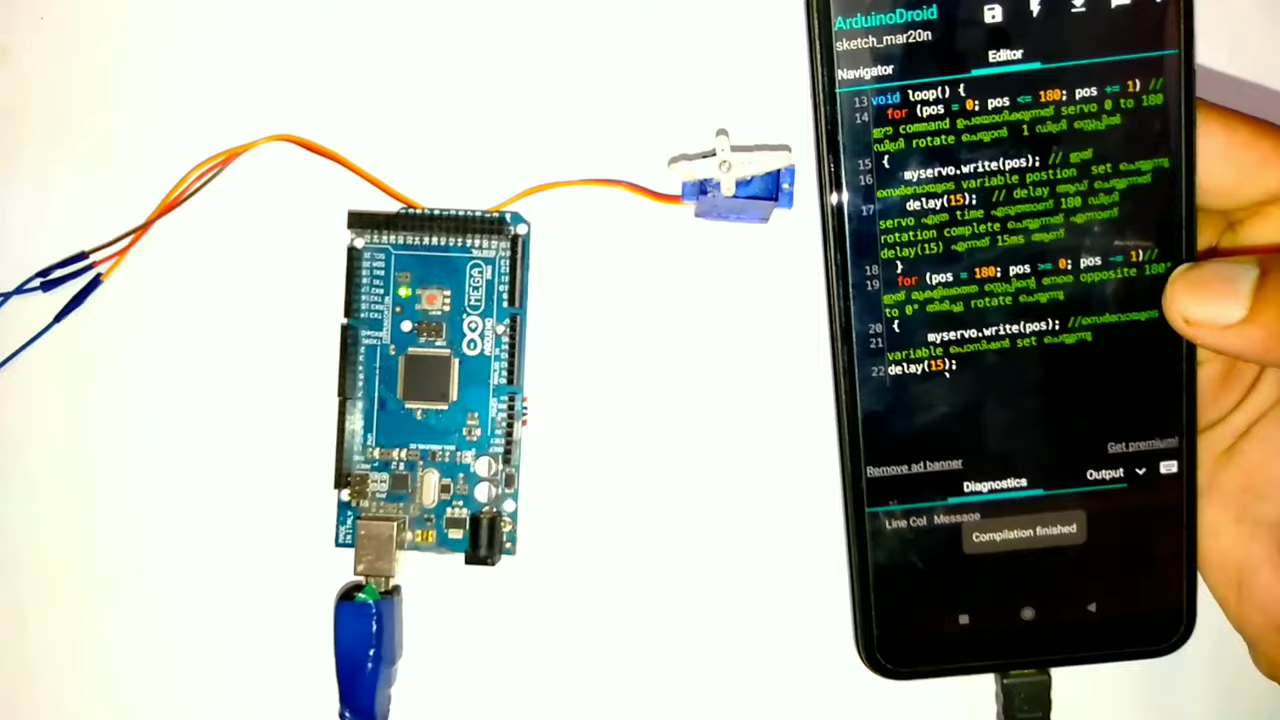 ArduinoDroid
sketch_mar20n
Navigator
Editor
13 void loop() {
14 for (pos = 0; pos <= 180; pos += 1) //
ഈ command ഉപയോഗിക്കുന്നത് servo 0 to 180
ഡിഗ്രി rotate ചെയ്യാൻ 1 ഡിഗ്രി സ്റ്റെപ്പിൽ
15 {
16 myservo.write(pos); // ഇത്
സെർവോയുടെ variable postion set ചെയ്യുന്നു
17 delay(15); // delay ആഡ് ചെയ്യുന്നത്
servo എത്ര time എടുത്താണ് 180 ഡിഗ്രി
rotation complete ചെയ്യുന്നത് എന്നാണ്
delay(15) എന്നത് 15ms ആണ്
18 }
19 for (pos = 180; pos >= 0; pos -= 1)//
ഇത് മുകളിലത്തെ സ്റ്റെപ്പിന്റെ നേരെ opposite 180°
to 0° തിരിച്ചു rotate ചെയ്യുന്നു
20 {
21 myservo.write(pos); //സെർവോയുടെ
variable പൊസിഷൻ set ചെയ്യുന്നു
22 delay(15);
Remove ad banner
Get premium!
Diagnostics
Output
Line Col Message
Compilation finished
MEGA
ARDUINO
MADE
IN ITALY